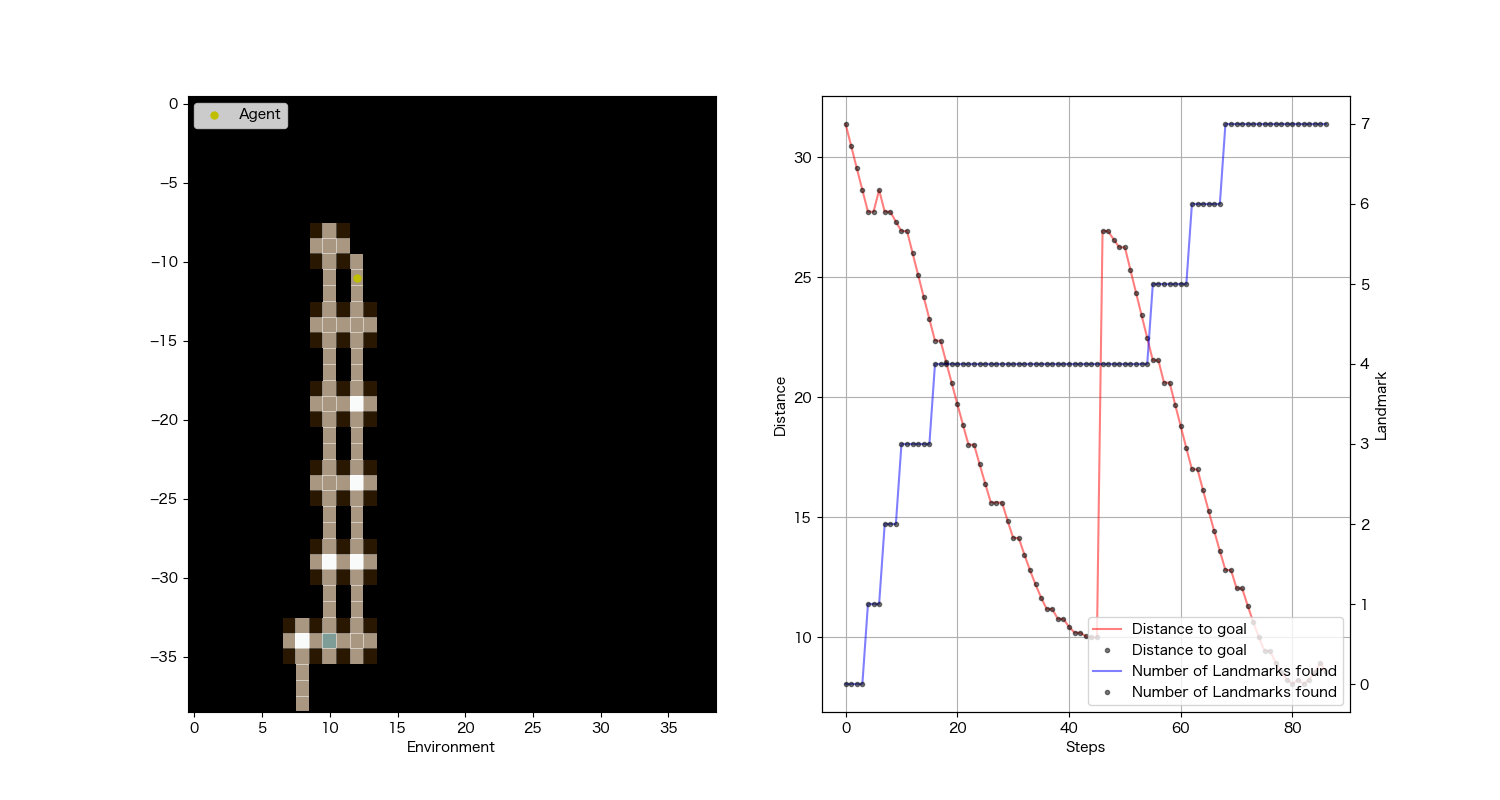 Agent
0
−5
−10
−15
−20
−25
−30
−35
0 5 10 15 20 25 30 35
Environment
30
25
20
15
10
Distance
7
6
5
4
3
2
1
0
Landmark
Distance to goal
Distance to goal
Number of Landmarks found
Number of Landmarks found
0 20 40 60 80
Steps